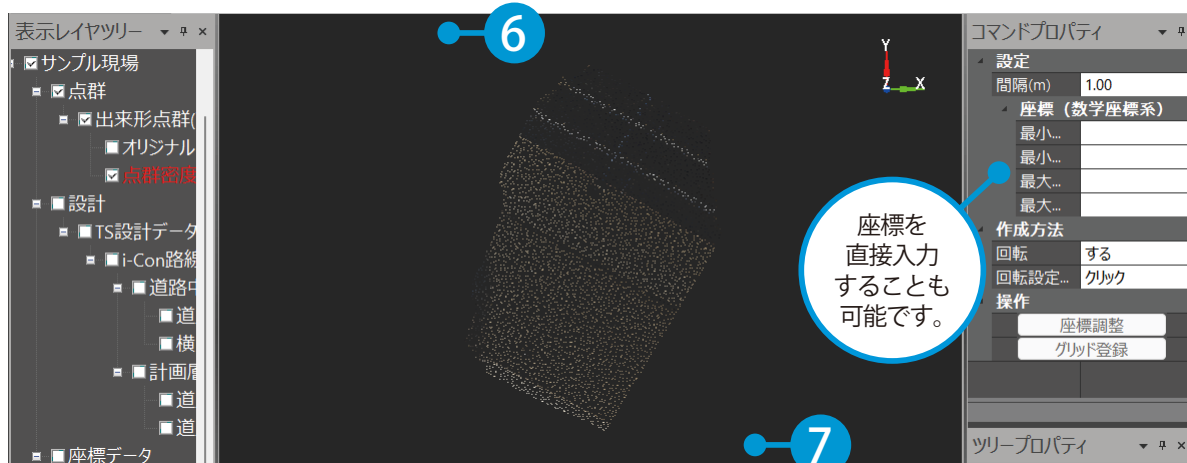 表示レイヤツリー
サンプル現場
点群
出来形点群(
オリジナル
点群密度
設計
TS設計データ
i-Con路線
道路中
道
横
計画層
道
道
座標データ
6
Y
Z X
座標を
直接入力
することも
可能です。
7
コマンドプロパティ
設定
間隔(m) 1.00
座標（数学座標系）
最小...
最小...
最大...
最大...
作成方法
回転 する
回転設定... クリック
操作
座標調整
グリッド登録
ツリープロパティ